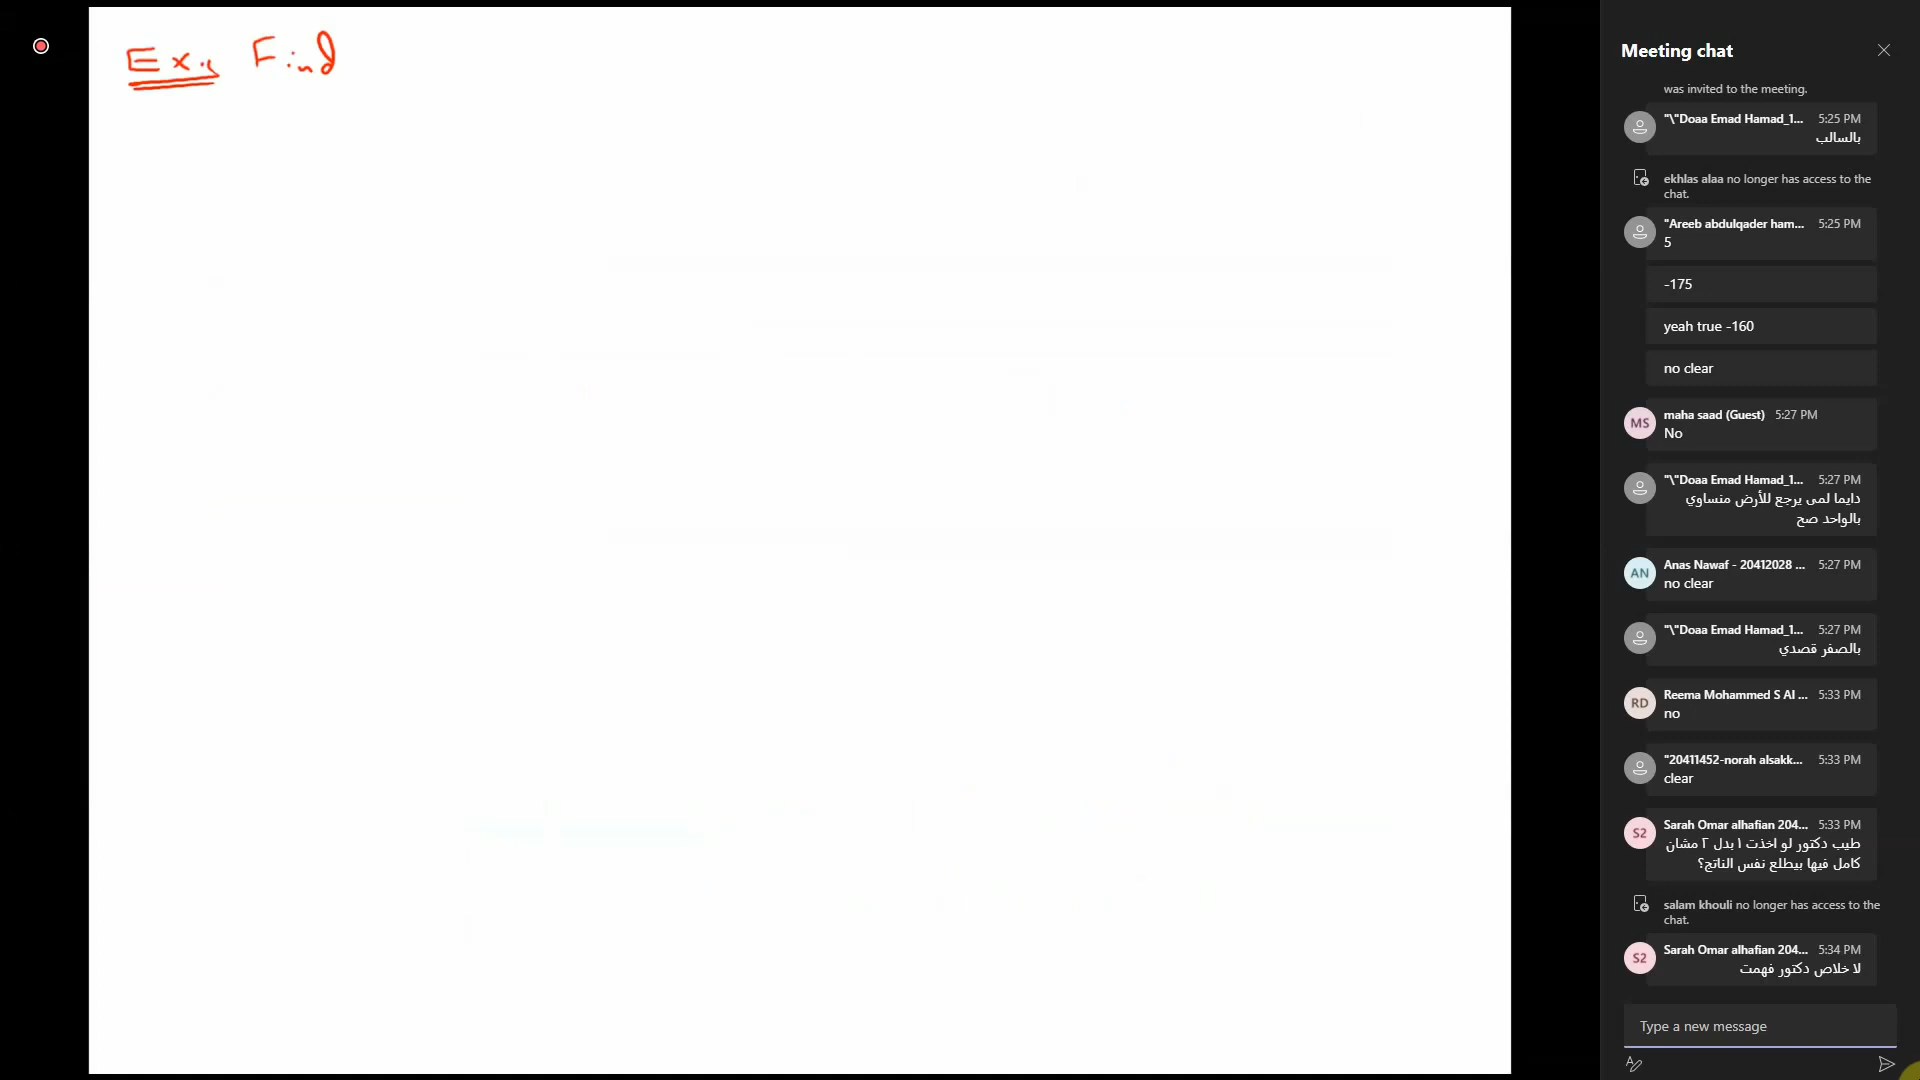 Ex., Find
Meeting chat
was invited to the meeting.
"\"Doaa Emad Hamad_1... 5:25 PM
بالسالب
ekhlas alaa no longer has access to the
chat.
"Areeb abdulqader ham... 5:25 PM
5
-175
yeah true -160
no clear
MS
maha saad (Guest) 5:27 PM
No
"\"Doaa Emad Hamad_1... 5:27 PM
دايما لمى يرجع للأرض منساوي
بالواحد صح
AN
Anas Nawaf - 20412028 ... 5:27 PM
no clear
"\"Doaa Emad Hamad_1... 5:27 PM
بالصفر قصدي
RD
Reema Mohammed S Al ... 5:33 PM
no
"20411452-norah alsakk... 5:33 PM
clear
S2
Sarah Omar alhafian 204... 5:33 PM
طيب دكتور لو اخذت ١ بدل ٢ مشان
كامل فيها بيطلع نفس الناتج؟
salam khouli no longer has access to the
chat.
S2
Sarah Omar alhafian 204... 5:34 PM
لا خلاص دكتور فهمت
Type a new message